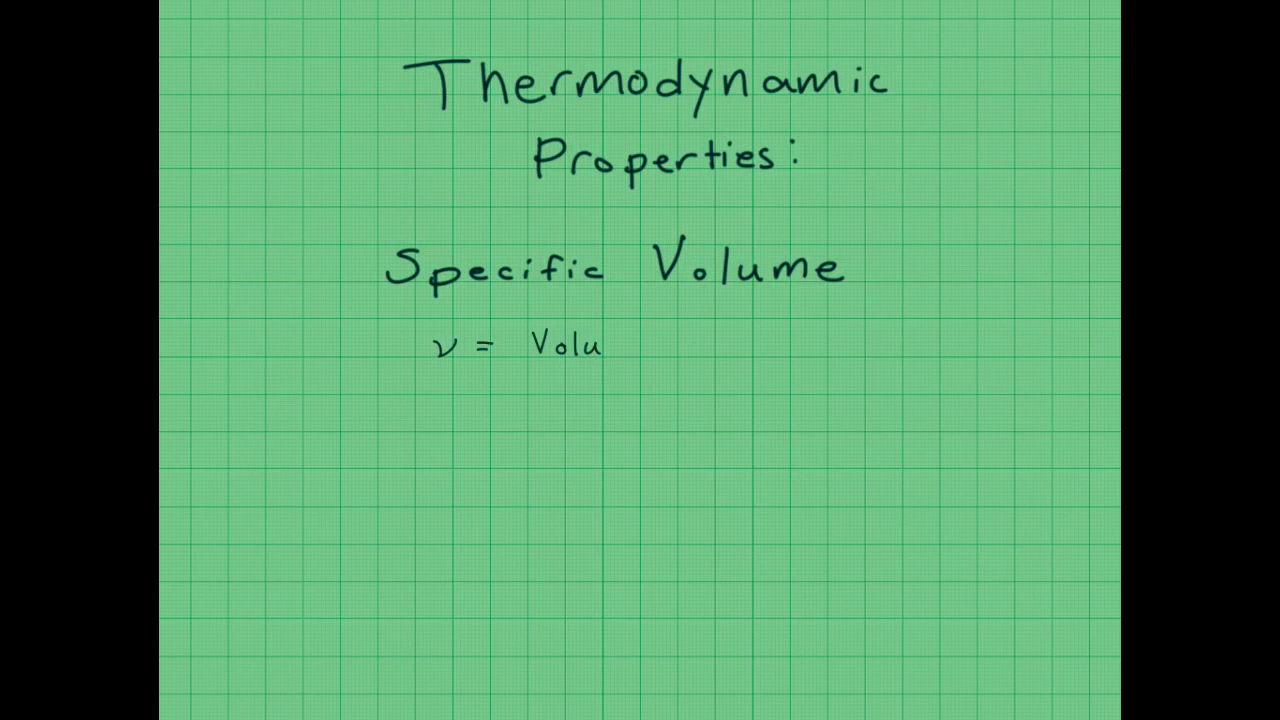 Thermodynamic
Properties:
Specific Volume
ν = Volu